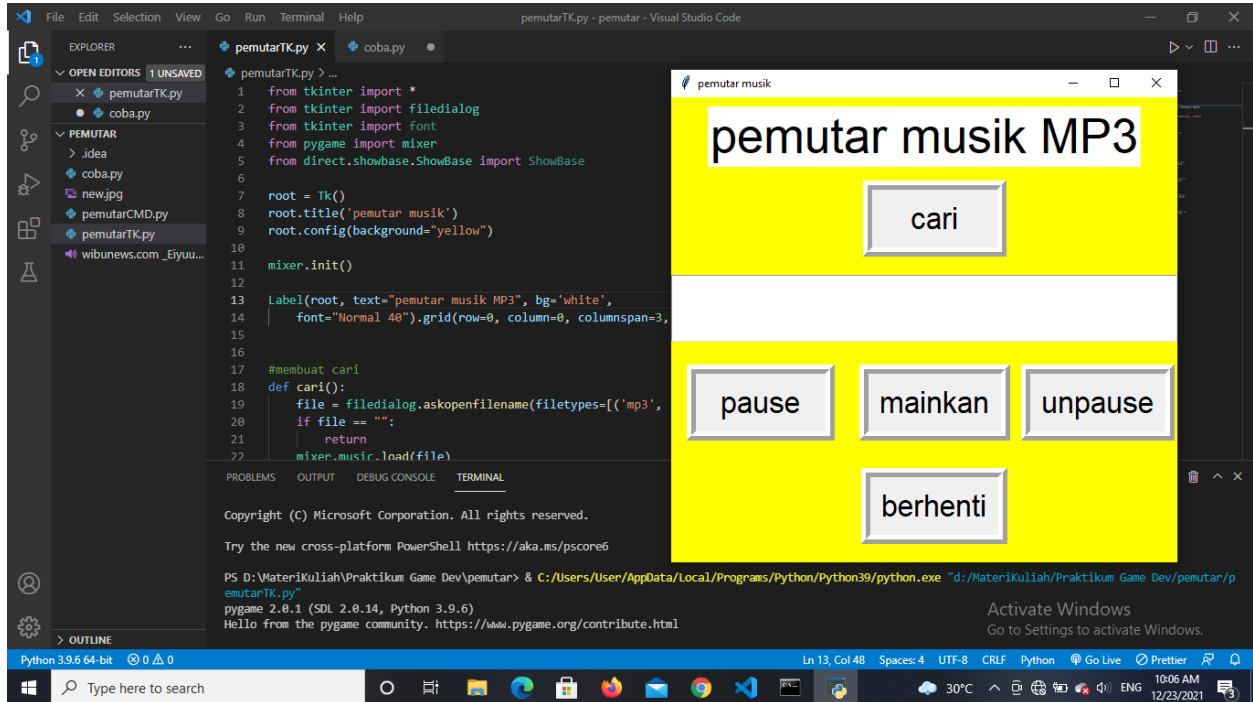 File Edit Selection View Go Run Terminal Help pemutarTK.py - pemutar - Visual Studio Code
EXPLORER
OPEN EDITORS 1 UNSAVED
pemutarTK.py
coba.py
PEMUTAR
.idea
coba.py
new.jpg
pemutarCMD.py
pemutarTK.py
wibunews.com _Eiyuu...
OUTLINE
pemutarTK.py coba.py
pemutarTK.py > ...
1 from tkinter import *
2 from tkinter import filedialog
3 from tkinter import font
4 from pygame import mixer
5 from direct.showbase.ShowBase import ShowBase
6
7 root = Tk()
8 root.title('pemutar musik')
9 root.config(background="yellow")
10
11 mixer.init()
12
13 Label(root, text="pemutar musik MP3", bg='white',
14 font="Normal 40").grid(row=0, column=0, columnspan=3,
15
16
17 #membuat cari
18 def cari():
19 file = filedialog.askopenfilename(filetypes=[('mp3',
20 if file == "":
21 return
22 mixer.music.load(file)
pemutar musik
pemutar musik MP3
cari
pause mainkan unpause
berhenti
PROBLEMS OUTPUT DEBUG CONSOLE TERMINAL
Copyright (C) Microsoft Corporation. All rights reserved.
Try the new cross-platform PowerShell https://aka.ms/pscore6
PS D:\MateriKuliah\Praktikum Game Dev\pemutar> & C:/Users/User/AppData/Local/Programs/Python/Python39/python.exe "d:/MateriKuliah/Praktikum Game Dev/pemutar/p
emutarTK.py"
pygame 2.0.1 (SDL 2.0.14, Python 3.9.6)
Hello from the pygame community. https://www.pygame.org/contribute.html
Activate Windows
Go to Settings to activate Windows.
Python 3.9.6 64-bit 0 0 Ln 13, Col 48 Spaces: 4 UTF-8 CRLF Python Go Live Prettier
Type here to search 30°C ENG 10:06 AM
12/23/2021 3